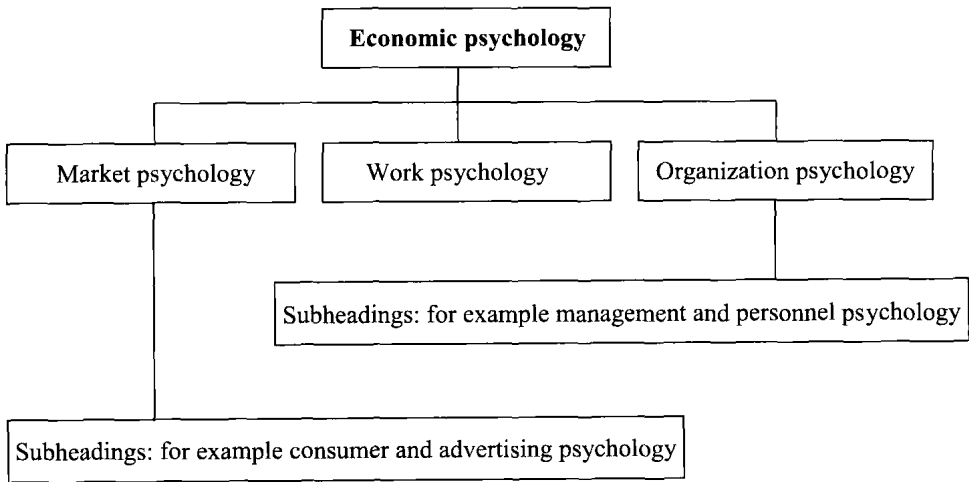 Economic psychology
Market psychology
Work psychology
Organization psychology
Subheadings: for example management and personnel psychology
Subheadings: for example consumer and advertising psychology